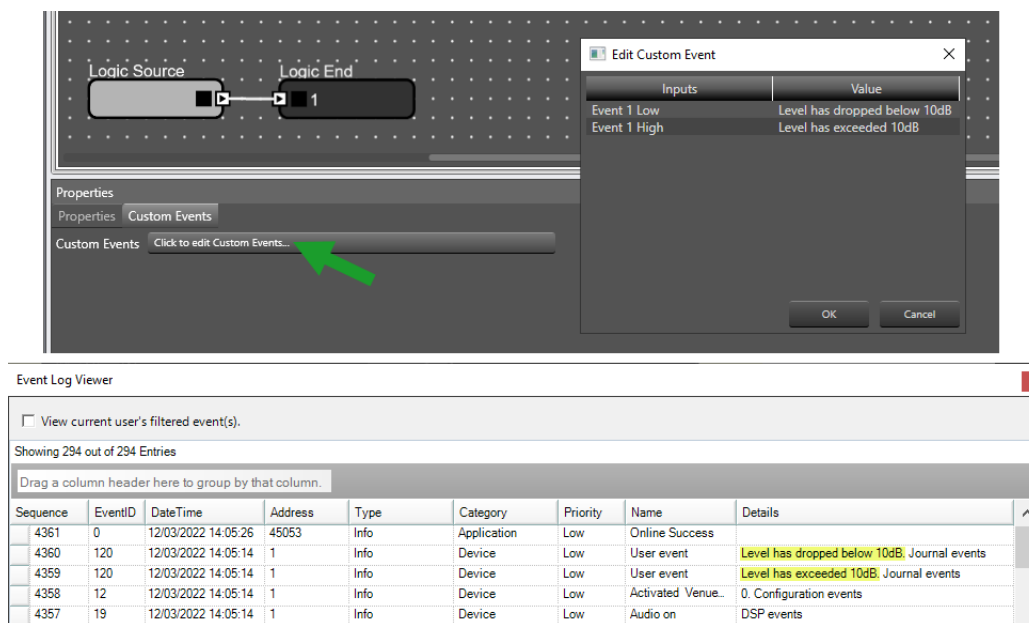 Logic Source
Logic End
1
Edit Custom Event
Inputs Value
Event 1 Low Level has dropped below 10dB
Event 1 High Level has exceeded 10dB
OK Cancel
Properties
Properties Custom Events
Custom Events Click to edit Custom Events...
Event Log Viewer
View current user's filtered event(s).
Showing 294 out of 294 Entries
Drag a column header here to group by that column.
Sequence EventID DateTime Address Type Category Priority Name Details
4361 0 12/03/2022 14:05:26 45053 Info Application Low Online Success
4360 120 12/03/2022 14:05:14 1 Info Device Low User event Level has dropped below 10dB. Journal events
4359 120 12/03/2022 14:05:14 1 Info Device Low User event Level has exceeded 10dB. Journal events
4358 12 12/03/2022 14:05:14 1 Info Device Low Activated Venue... 0. Configuration events
4357 19 12/03/2022 14:05:14 1 Info Device Low Audio on DSP events